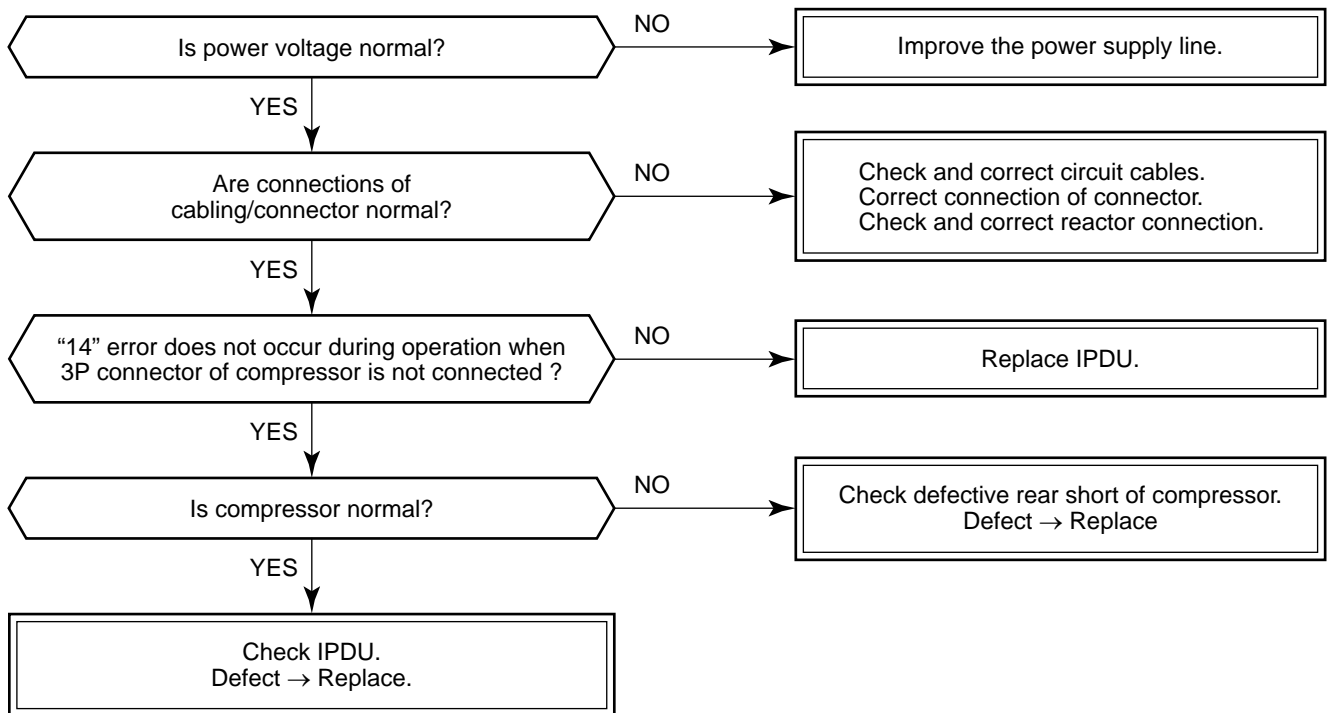 Is power voltage normal?
NO
Improve the power supply line.
YES
Are connections of
cabling/connector normal?
NO
Check and correct circuit cables.
Correct connection of connector.
Check and correct reactor connection.
YES
“14” error does not occur during operation when
3P connector of compressor is not connected ?
NO
Replace IPDU.
YES
Is compressor normal?
NO
Check defective rear short of compressor.
Defect → Replace
YES
Check IPDU.
Defect → Replace.